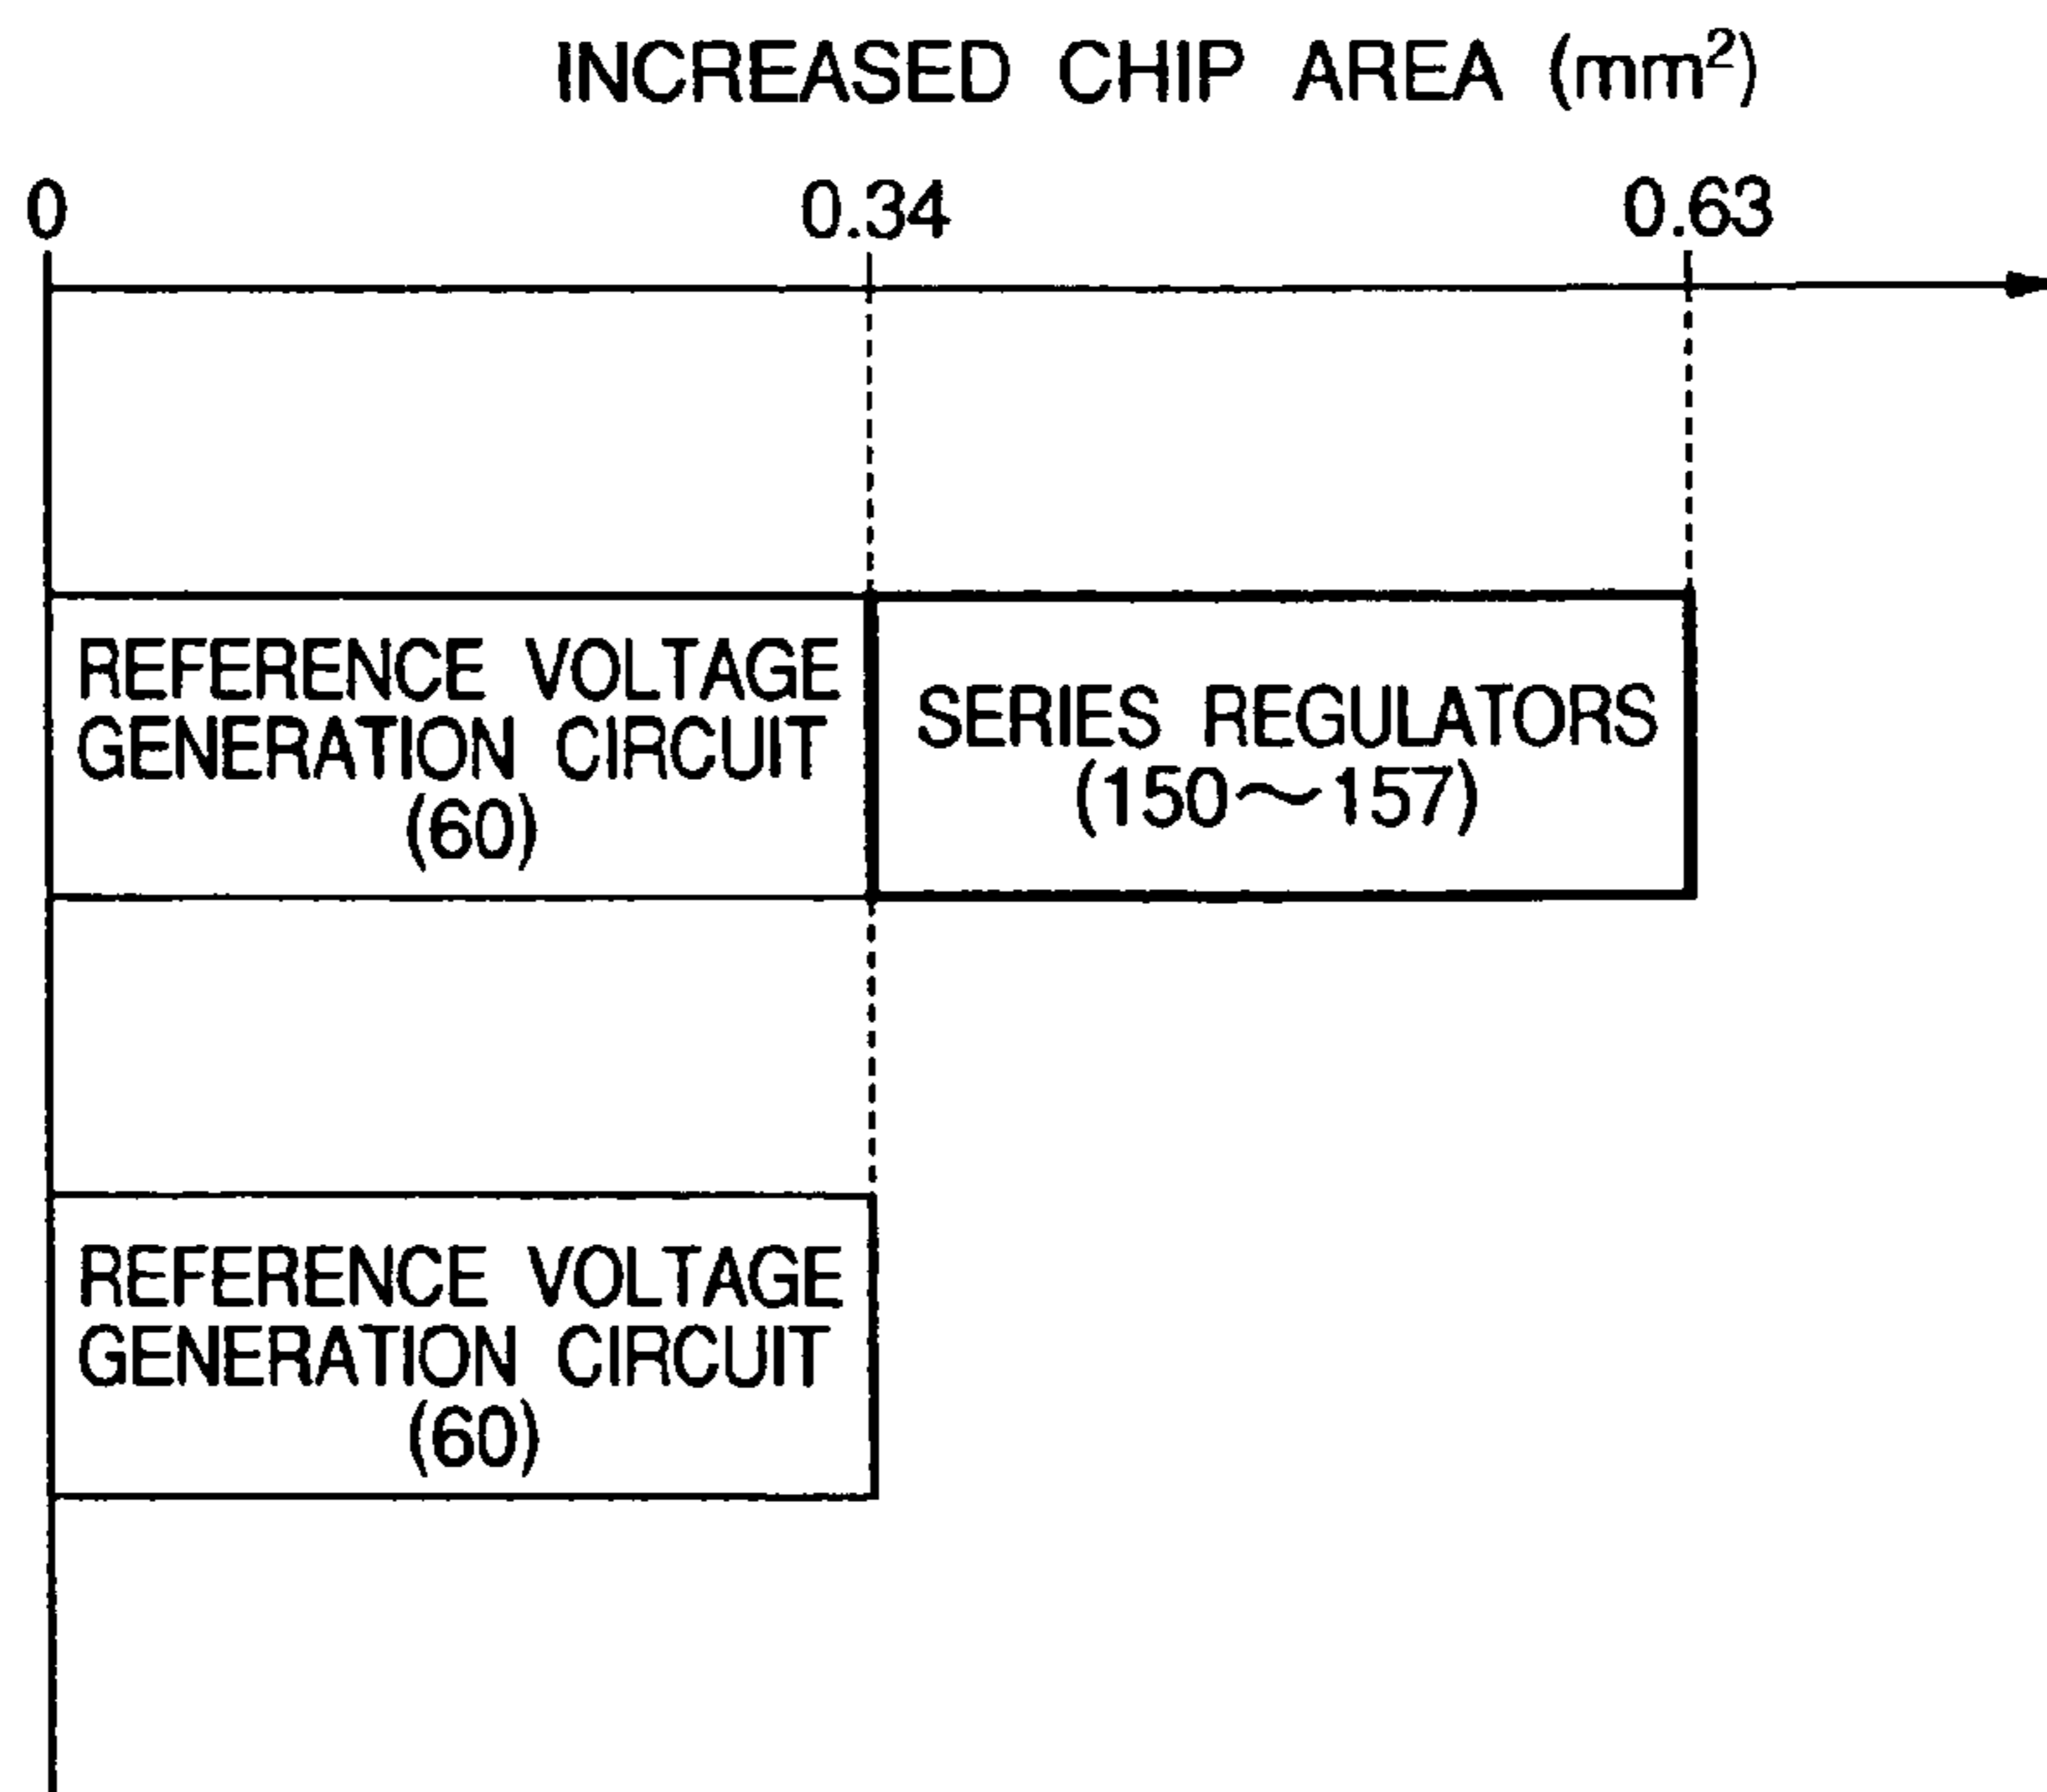 INCREASED CHIP AREA (mm²)
0 0.34 0.63
REFERENCE VOLTAGE
GENERATION CIRCUIT
(60)
SERIES REGULATORS
(150～157)
REFERENCE VOLTAGE
GENERATION CIRCUIT
(60)